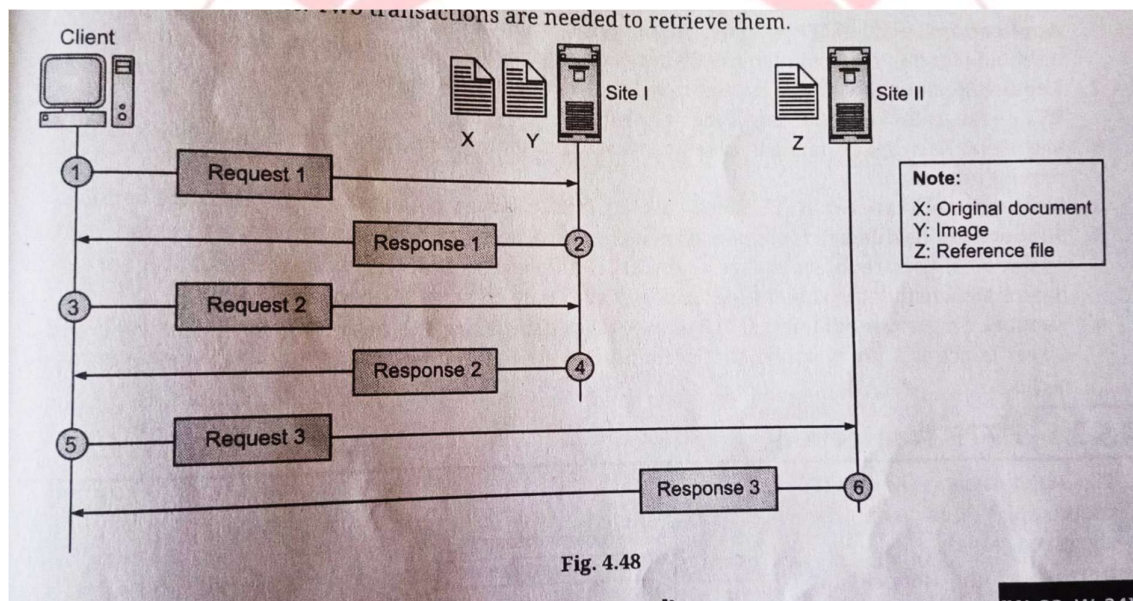 Two transactions are needed to retrieve them.
Client
Site I
Site II
X
Y
Z
1
Request 1
Note:
X: Original document
Y: Image
Z: Reference file
Response 1
2
3
Request 2
Response 2
4
5
Request 3
Response 3
6
Fig. 4.48